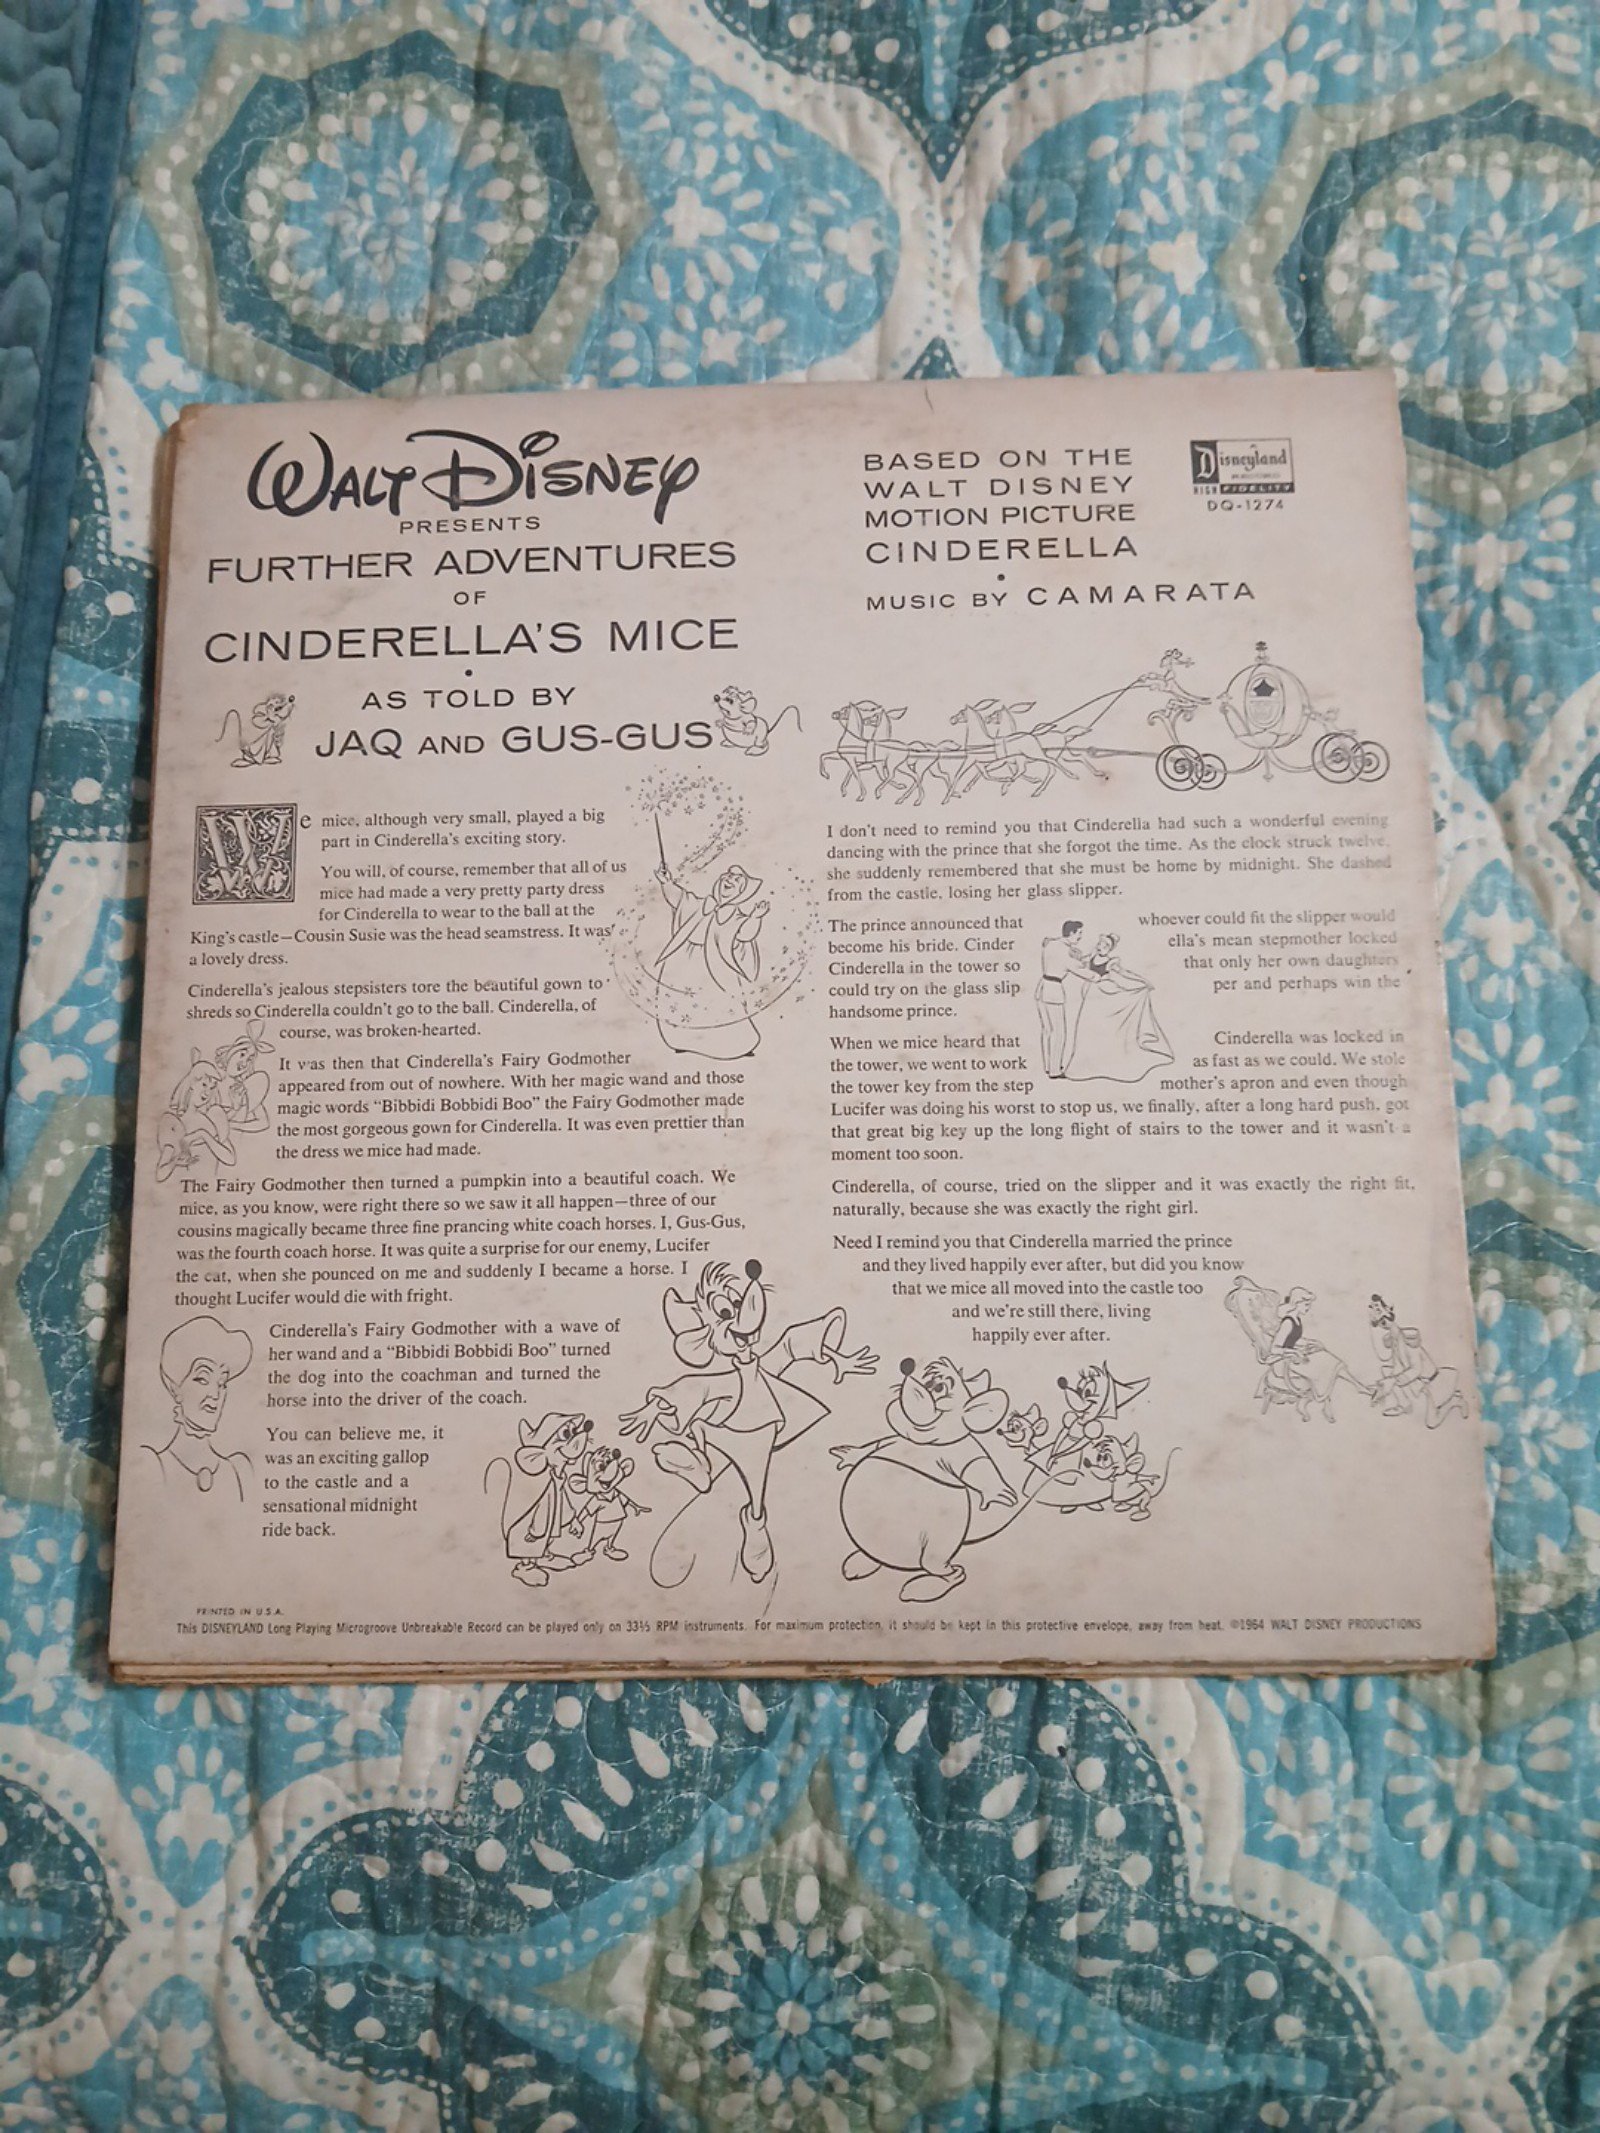 WALT DISNEY
PRESENTS
FURTHER ADVENTURES
OF
CINDERELLA'S MICE
•
AS TOLD BY
JAQ AND GUS-GUS
We mice, although very small, played a big
part in Cinderella's exciting story.
You will, of course, remember that all of us
mice had made a very pretty party dress
for Cinderella to wear to the ball at the
King's castle—Cousin Susie was the head seamstress. It was
a lovely dress.
Cinderella's jealous stepsisters tore the beautiful gown to
shreds so Cinderella couldn't go to the ball. Cinderella, of
course, was broken-hearted.
It was then that Cinderella's Fairy Godmother
appeared from out of nowhere. With her magic wand and those
magic words "Bibbidi Bobbidi Boo" the Fairy Godmother made
the most gorgeous gown for Cinderella. It was even prettier than
the dress we mice had made.
The Fairy Godmother then turned a pumpkin into a beautiful coach. We
mice, as you know, were right there so we saw it all happen—three of our
cousins magically became three fine prancing white coach horses. I, Gus-Gus,
was the fourth coach horse. It was quite a surprise for our enemy, Lucifer
the cat, when she pounced on me and suddenly I became a horse. I
thought Lucifer would die with fright.
Cinderella's Fairy Godmother with a wave of
her wand and a "Bibbidi Bobbidi Boo" turned
the dog into the coachman and turned the
horse into the driver of the coach.
You can believe me, it
was an exciting gallop
to the castle and a
sensational midnight
ride back.
BASED ON THE
WALT DISNEY
MOTION PICTURE
CINDERELLA
•
MUSIC BY CAMARATA
Disneyland
HIGH FIDELITY
DQ-1274
I don't need to remind you that Cinderella had such a wonderful evening
dancing with the prince that she forgot the time. As the clock struck twelve,
she suddenly remembered that she must be home by midnight. She dashed
from the castle, losing her glass slipper.
The prince announced that whoever could fit the slipper would
become his bride. Cinder ella's mean stepmother locked
Cinderella in the tower so that only her own daughters
could try on the glass slip per and perhaps win the
handsome prince.
When we mice heard that Cinderella was locked in
the tower, we went to work as fast as we could. We stole
the tower key from the step mother's apron and even though
Lucifer was doing his worst to stop us, we finally, after a long hard push, got
that great big key up the long flight of stairs to the tower and it wasn't a
moment too soon.
Cinderella, of course, tried on the slipper and it was exactly the right fit,
naturally, because she was exactly the right girl.
Need I remind you that Cinderella married the prince
and they lived happily ever after, but did you know
that we mice all moved into the castle too
and we're still there, living
happily ever after.
PRINTED IN U.S.A.
This DISNEYLAND Long Playing Microgroove Unbreakable Record can be played only on 33⅓ RPM instruments. For maximum protection, it should be kept in this protective envelope, away from heat. ©1964 WALT DISNEY PRODUCTIONS